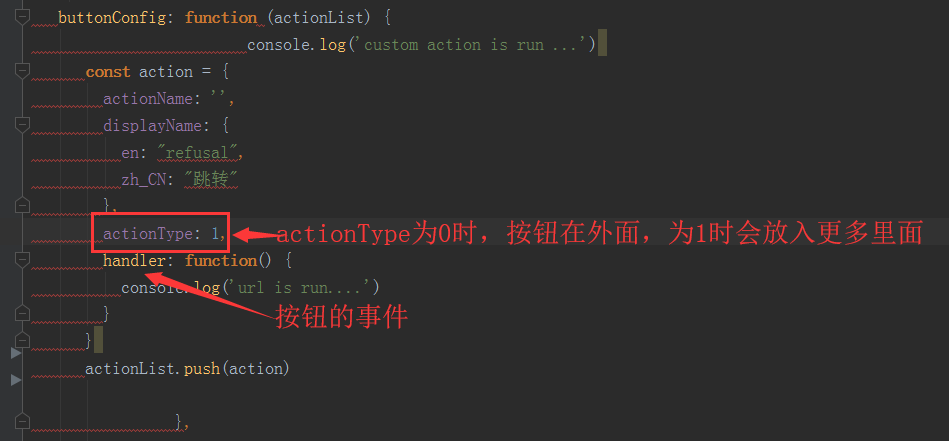 buttonConfig: function (actionList) {
console.log('custom action is run ...')
const action = {
actionName: '',
displayName: {
en: "refusal",
zh_CN: "跳转"
},
actionType: 1,
actionType为0时，按钮在外面，为1时会放入更多里面
handler: function() {
console.log('url is run....')
}
按钮的事件
}
actionList.push(action)
},